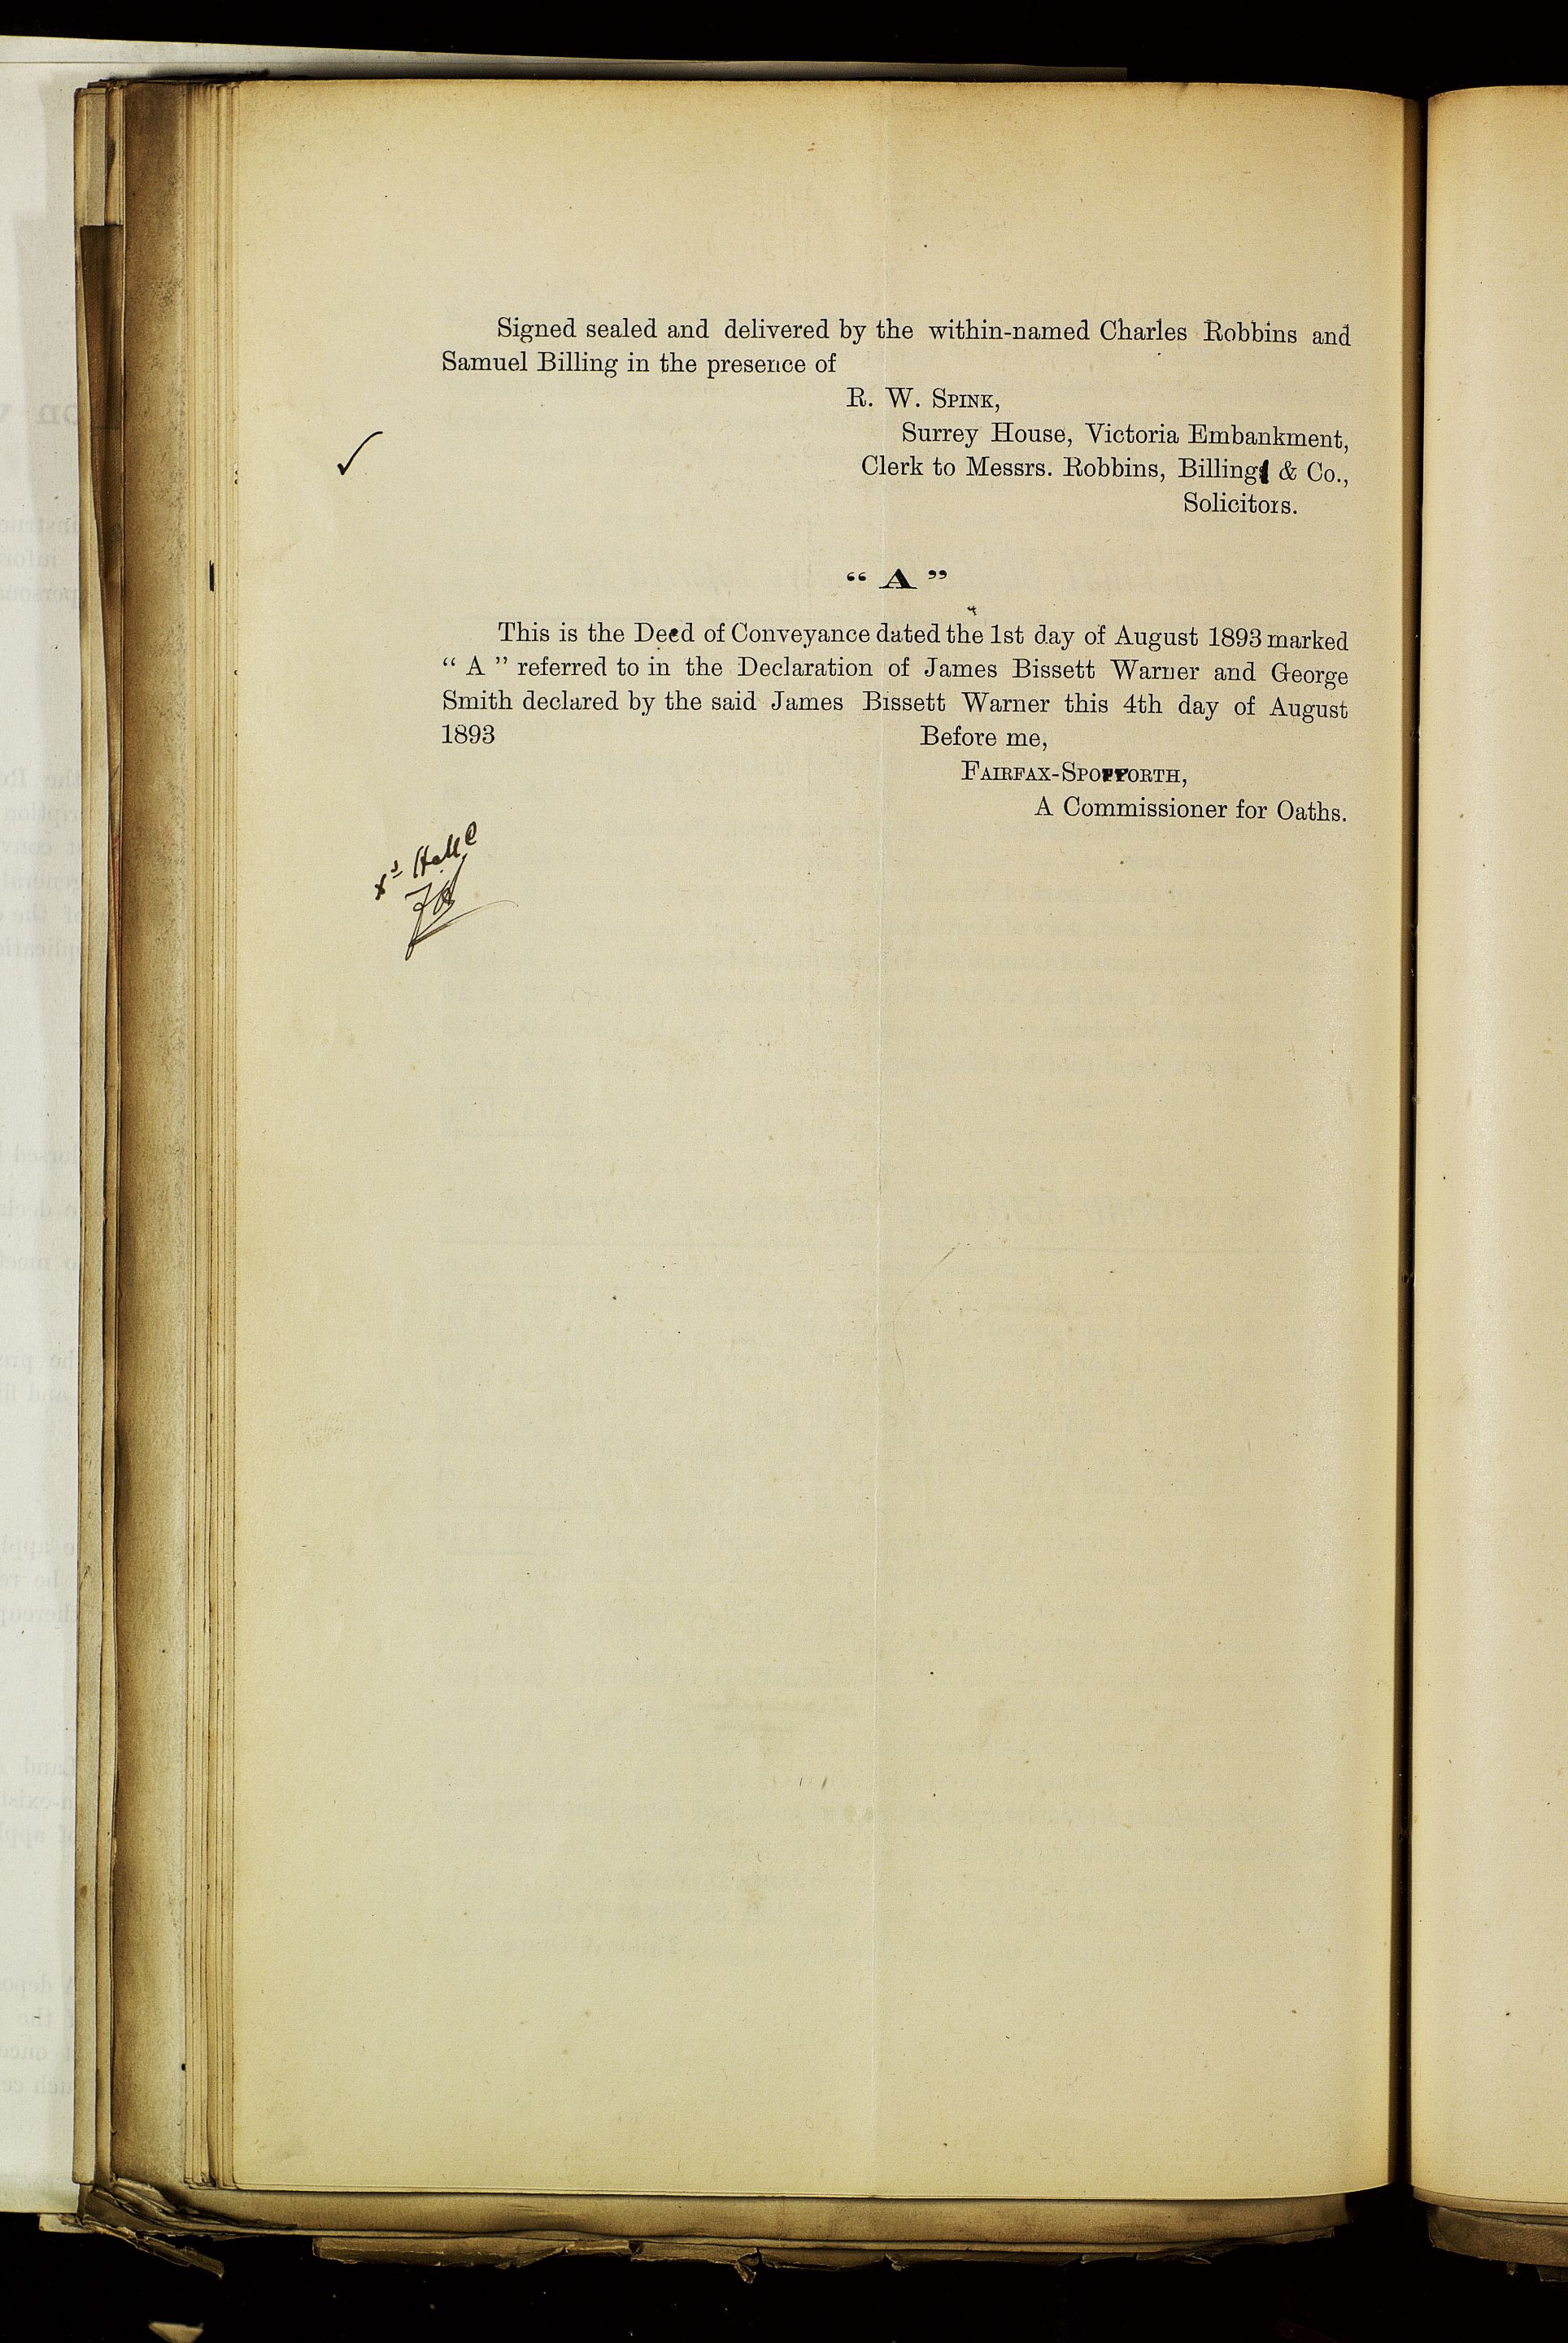 Signed sealed and delivered by the within-named Charles Robbins and
Samuel Billing in the presence of
R. W. SPINK,
Surrey House, Victoria Embankment,
Clerk to Messrs. Robbins, Billing & Co.,
Solicitors.
“ A ”
This is the Deed of Conveyance dated the 1st day of August 1893 marked
“ A ” referred to in the Declaration of James Bissett Warner and George
Smith declared by the said James Bissett Warner this 4th day of August
1893 Before me,
FAIRFAX-SPOFFORTH,
A Commissioner for Oaths.